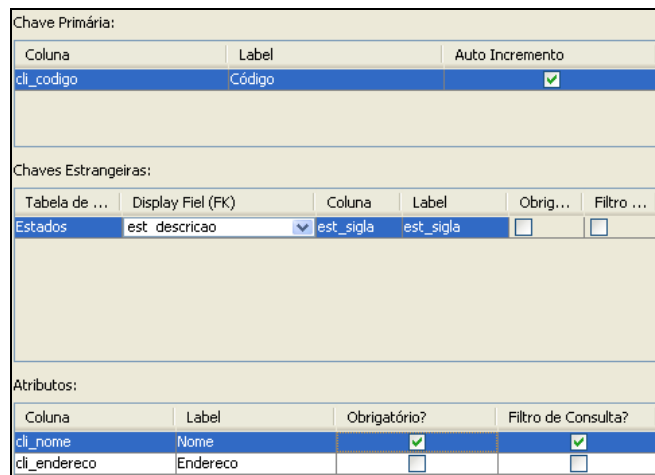 Chave Primária:
Coluna Label Auto Incremento
cli_codigo Código
Chaves Estrangeiras:
Tabela de ... Display Fiel (FK) Coluna Label Obrig... Filtro ...
Estados est_descricao est_sigla est_sigla
Atributos:
Coluna Label Obrigatório? Filtro de Consulta?
cli_nome Nome
cli_endereco Endereco